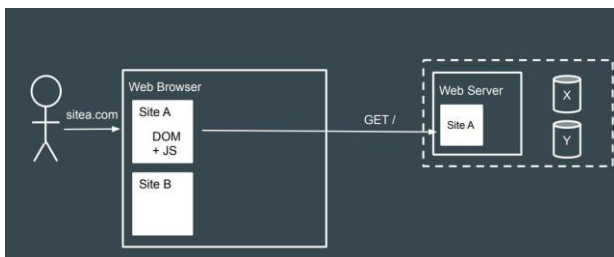 sitea.com
Web Browser
Site A
DOM
+ JS
Site B
GET /
Web Server
Site A
X
Y